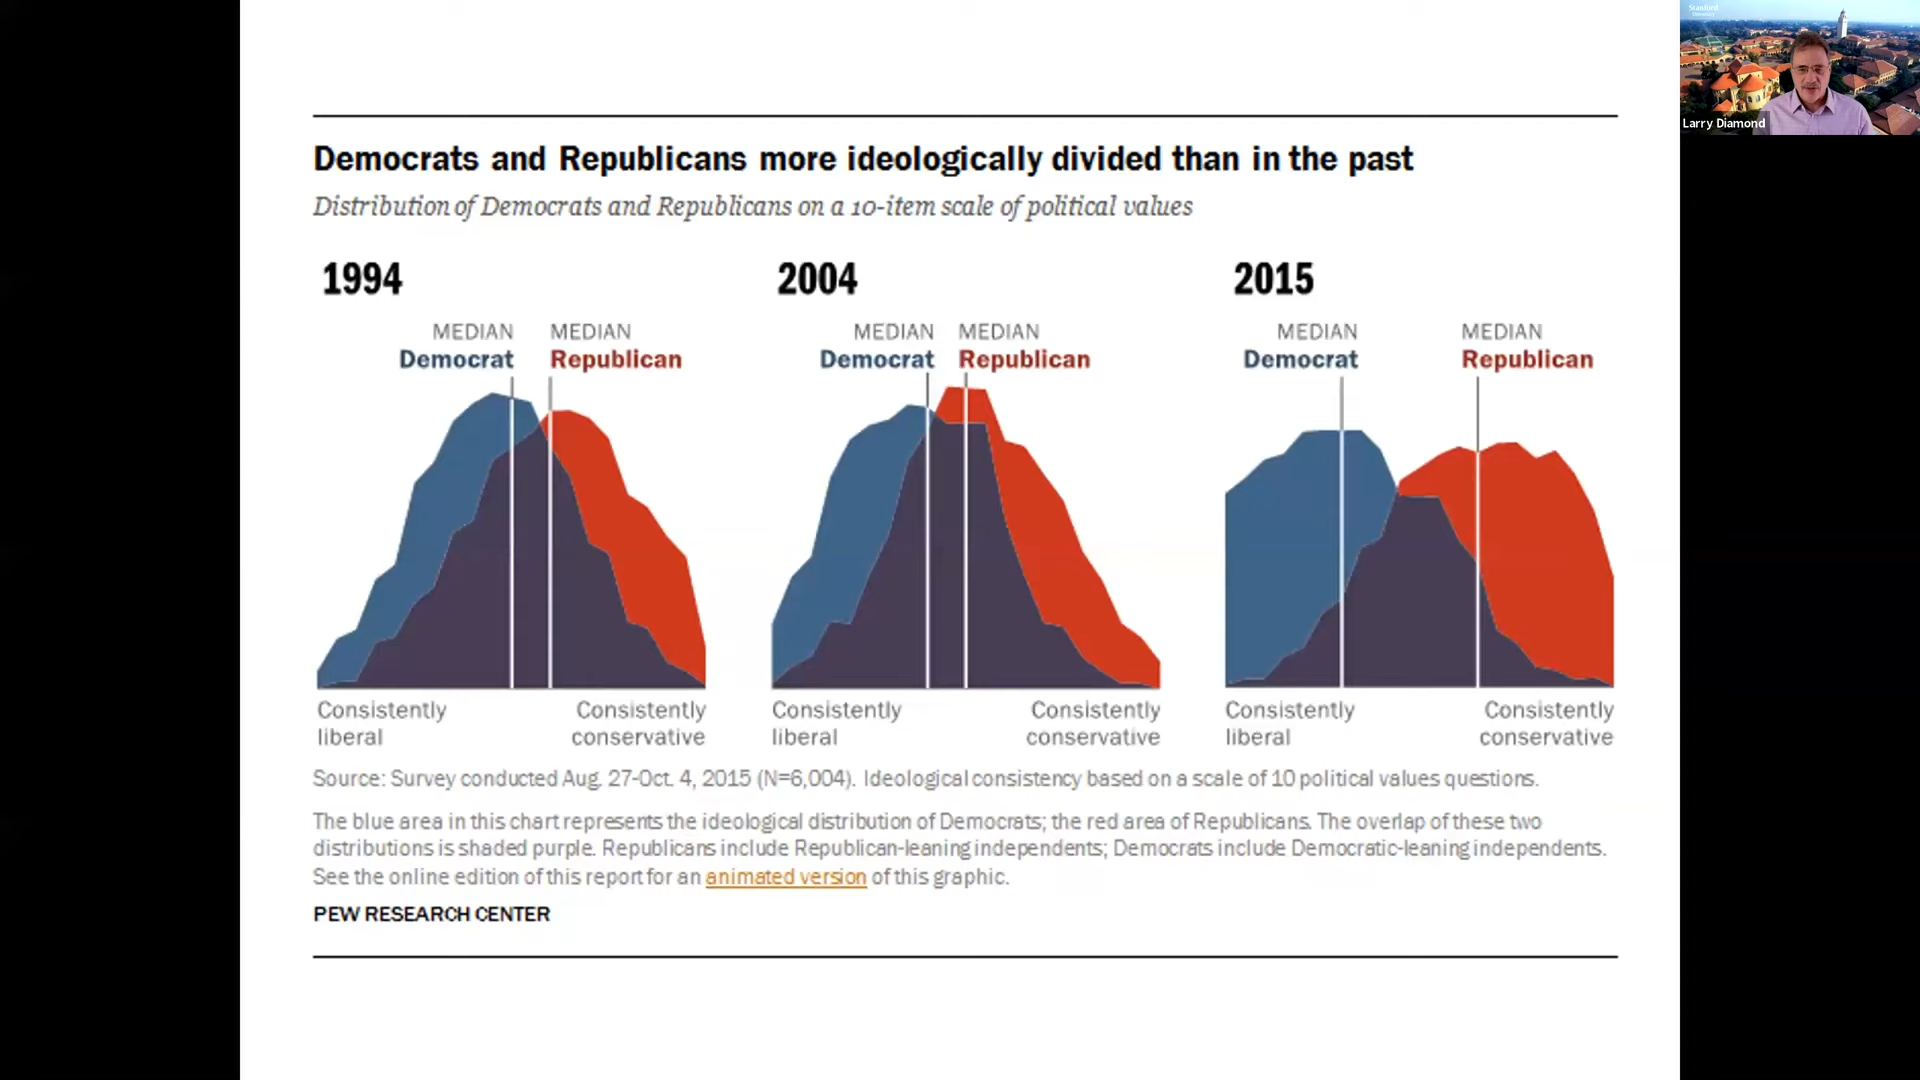 Stanford
Larry Diamond
Democrats and Republicans more ideologically divided than in the past
Distribution of Democrats and Republicans on a 10-item scale of political values
1994
MEDIAN
Democrat
MEDIAN
Republican
Consistently
liberal
Consistently
conservative
2004
MEDIAN
Democrat
MEDIAN
Republican
Consistently
liberal
Consistently
conservative
2015
MEDIAN
Democrat
MEDIAN
Republican
Consistently
liberal
Consistently
conservative
Source: Survey conducted Aug. 27-Oct. 4, 2015 (N=6,004). Ideological consistency based on a scale of 10 political values questions.
The blue area in this chart represents the ideological distribution of Democrats; the red area of Republicans. The overlap of these two
distributions is shaded purple. Republicans include Republican-leaning independents; Democrats include Democratic-leaning independents.
See the online edition of this report for an animated version of this graphic.
PEW RESEARCH CENTER